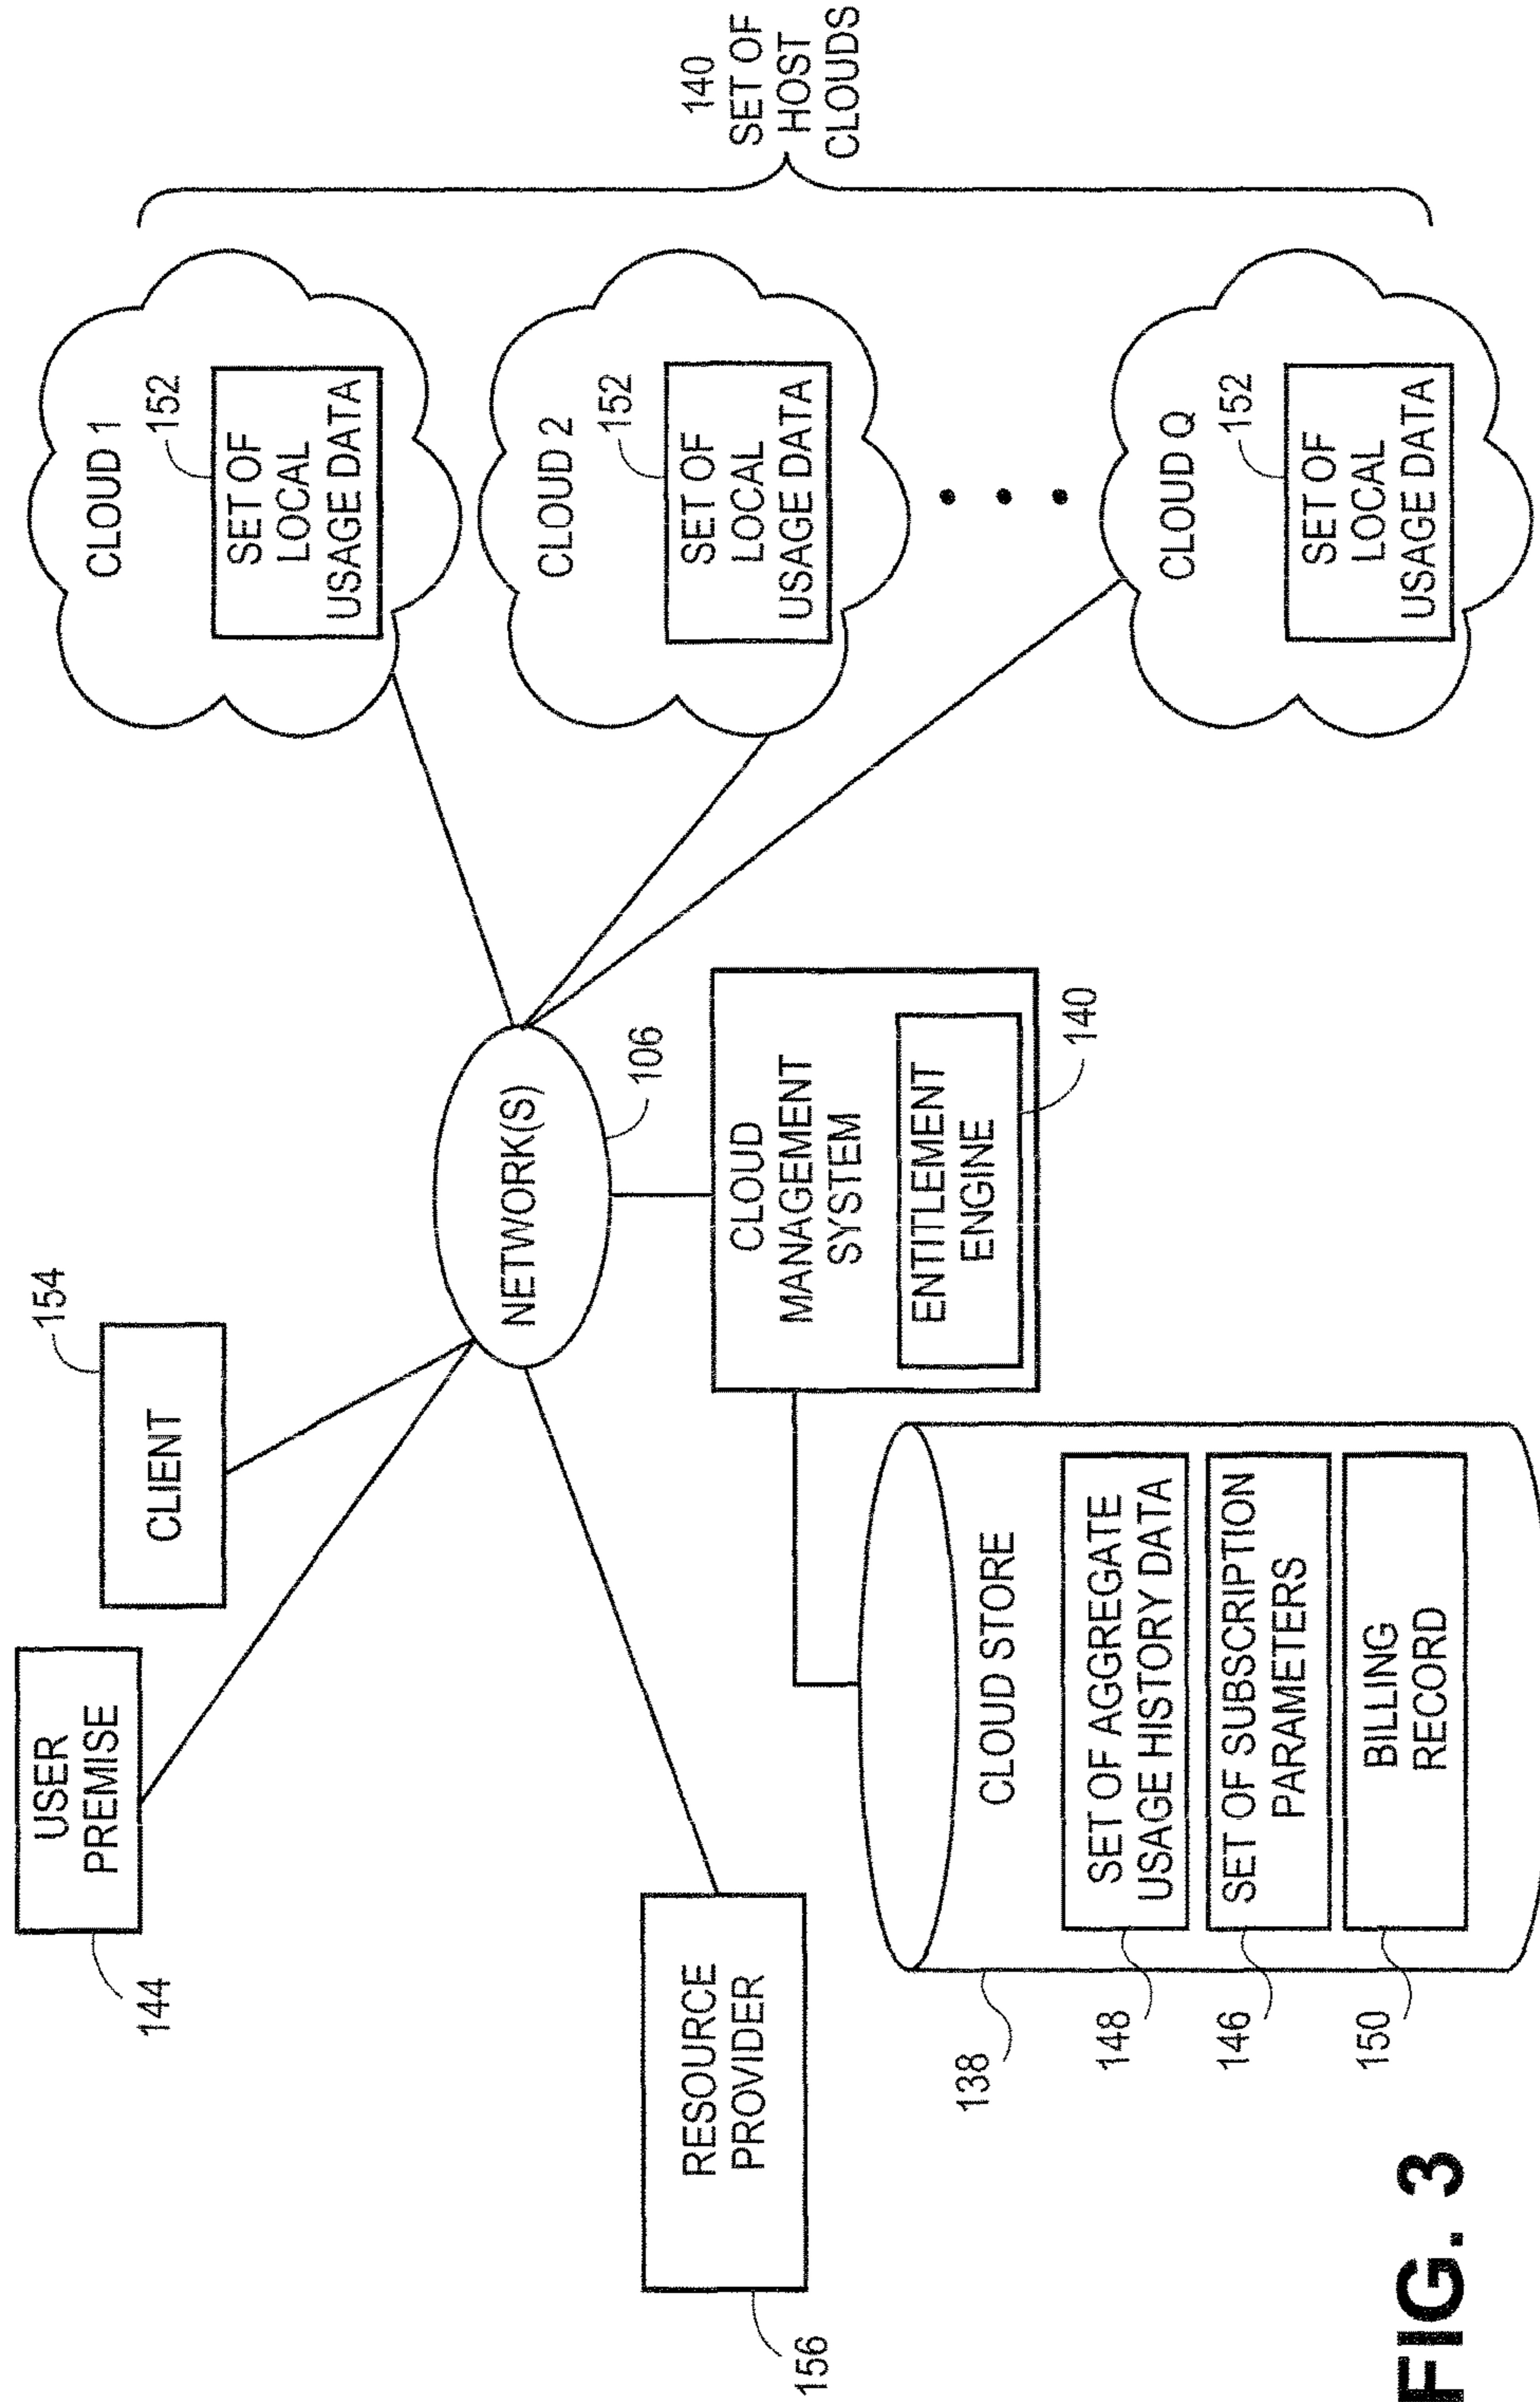 144
USER
PREMISE
154
CLIENT
156
RESOURCE
PROVIDER
NETWORK(S)
106
CLOUD
MANAGEMENT
SYSTEM
ENTITLEMENT
ENGINE
140
138
CLOUD STORE
148
SET OF AGGREGATE
USAGE HISTORY DATA
146
SET OF SUBSCRIPTION
PARAMETERS
150
BILLING
RECORD
CLOUD 1
152
SET OF
LOCAL
USAGE DATA
CLOUD 2
152
SET OF
LOCAL
USAGE DATA
CLOUD Q
152
SET OF
LOCAL
USAGE DATA
140
SET OF
HOST
CLOUDS
FIG. 3